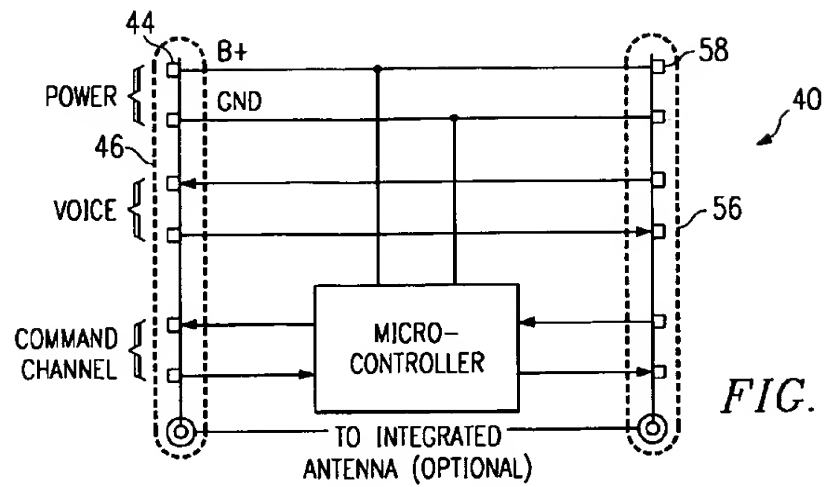 44
B+
58
POWER
GND
40
46
VOICE
56
COMMAND
CHANNEL
MICRO-
CONTROLLER
FIG.
TO INTEGRATED
ANTENNA (OPTIONAL)